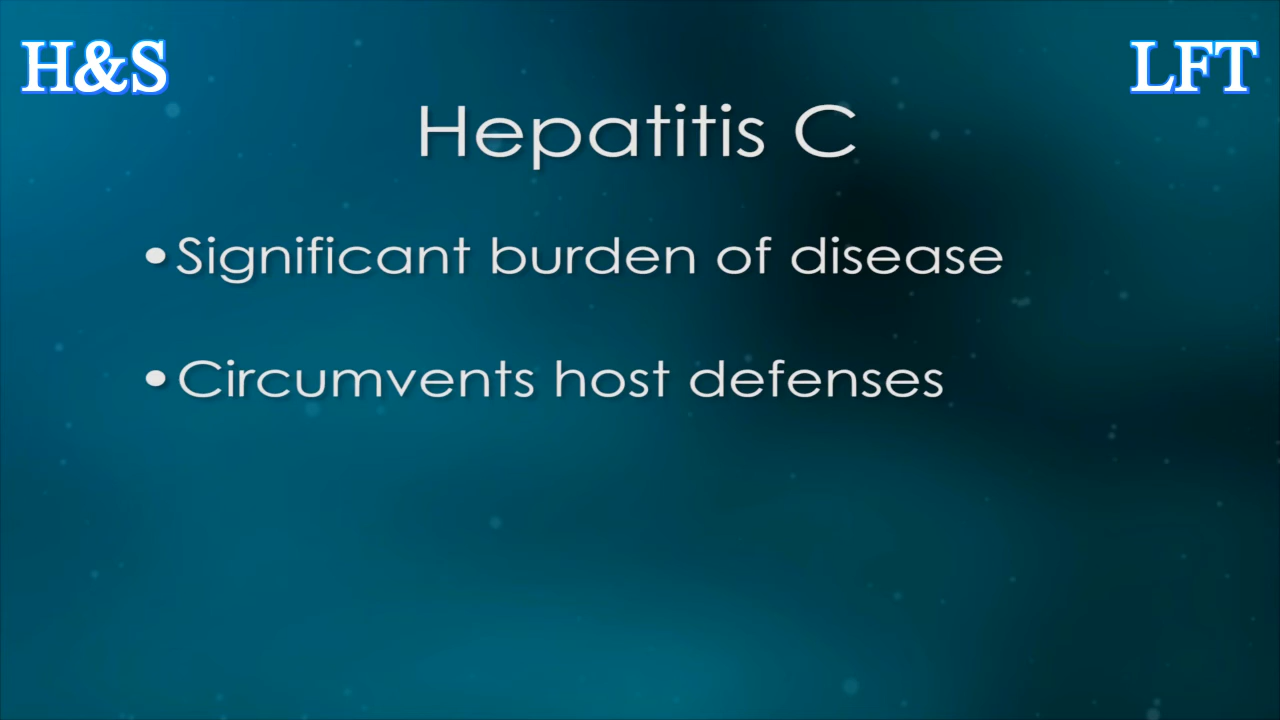 H&S
LFT
Hepatitis C
•Significant burden of disease
•Circumvents host defenses